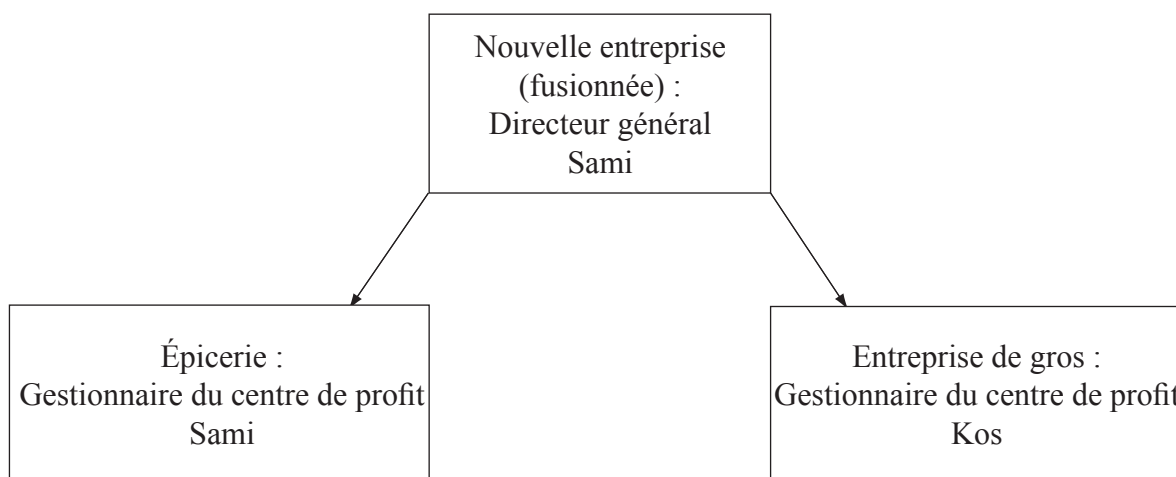 Nouvelle entreprise
(fusionnée) :
Directeur général
Sami
Épicerie :
Gestionnaire du centre de profit
Sami
Entreprise de gros :
Gestionnaire du centre de profit
Kos